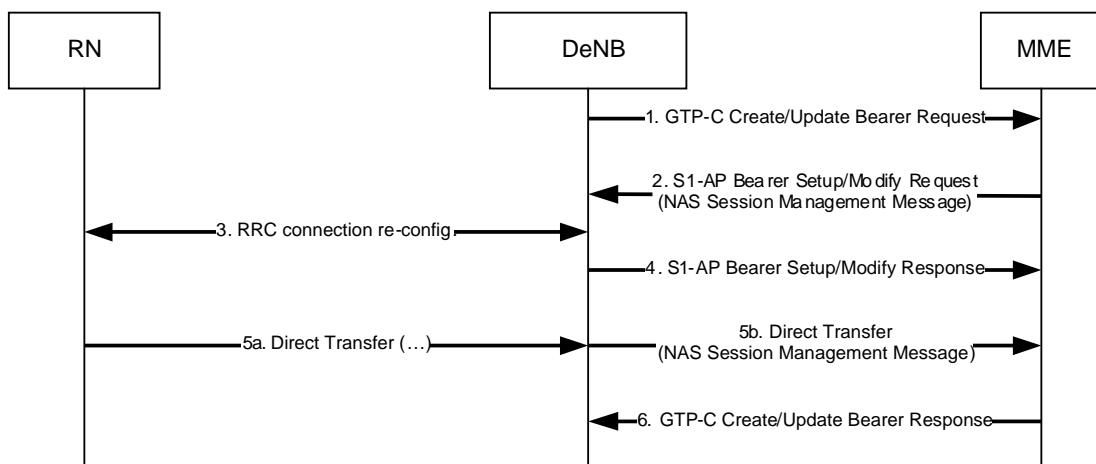 RN
DeNB
MME
1. GTP-C Create/Update Bearer Request
2. S1-AP Bearer Setup/Modify Request
(NAS Session Management Message)
3. RRC connection re-config.
4. S1-AP Bearer Setup/Modify Response
5a. Direct Transfer (…)
5b. Direct Transfer
(NAS Session Management Message)
6. GTP-C Create/Update Bearer Response